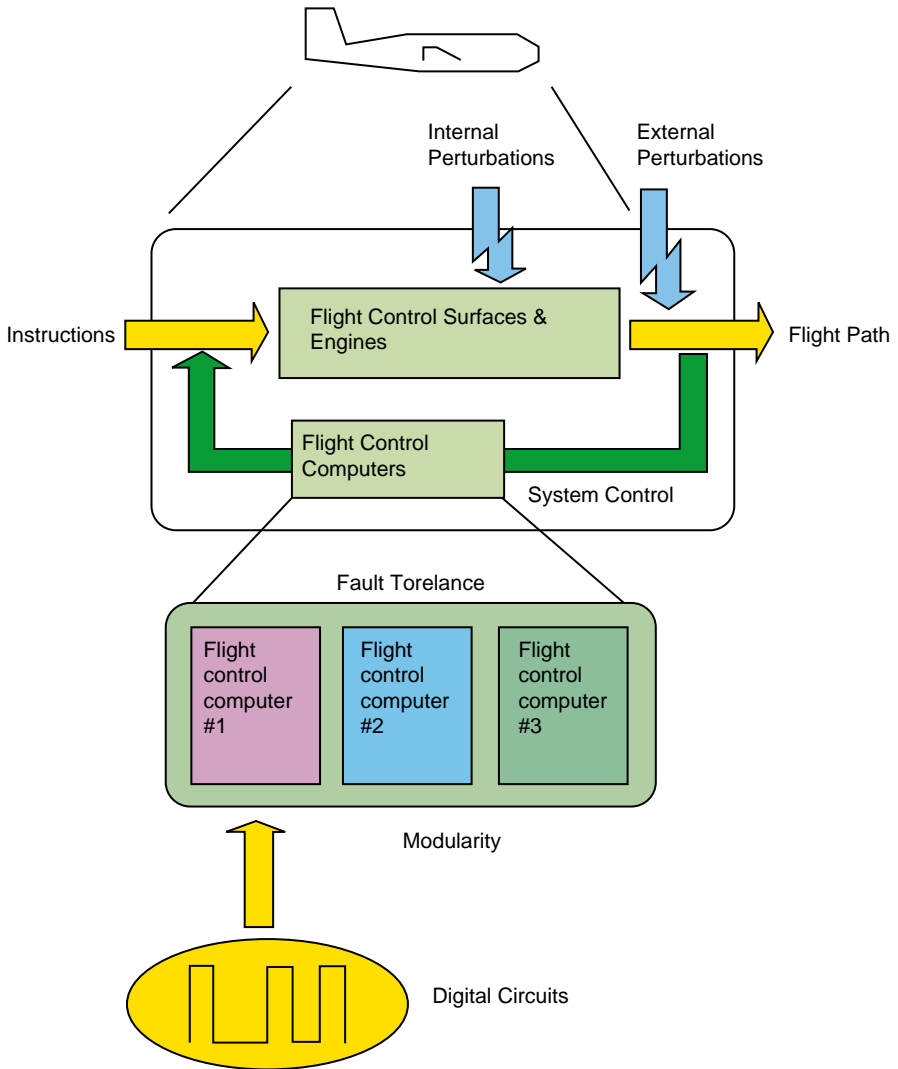 Internal
Perturbations
External
Perturbations
Instructions
Flight Control Surfaces &
Engines
Flight Path
Flight Control
Computers
System Control
Fault Torelance
Flight
control
computer
#1
Flight
control
computer
#2
Flight
control
computer
#3
Modularity
Digital Circuits